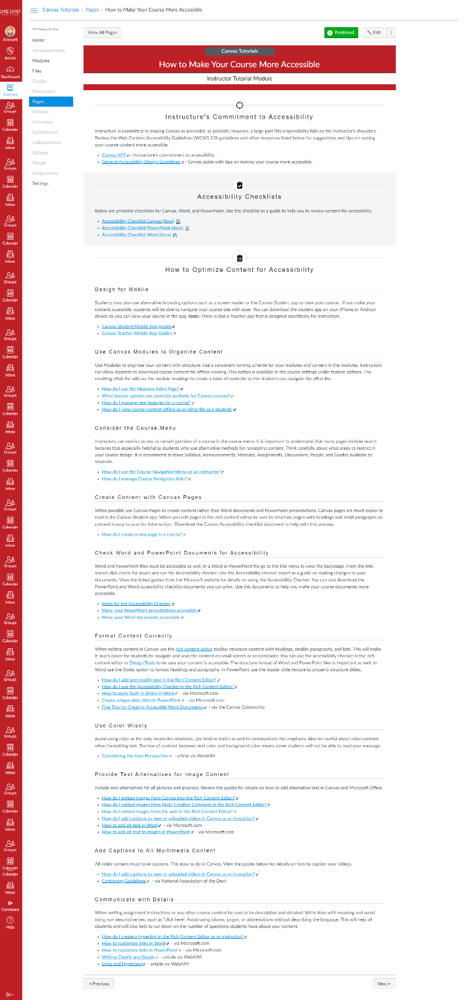 LAKE LAND
COLLEGE
Account
Admin
Dashboard
Courses
Groups
Calendar
Inbox
Groups
Calendar
Inbox
Groups
Calendar
Inbox
Groups
Calendar
Inbox
Groups
Calendar
Inbox
Groups
Calendar
Inbox
Groups
Calendar
Inbox
Groups
Calendar
Inbox
Groups
Calendar
Inbox
Groups
Calendar
Inbox
Groups
Calendar
Inbox
Groups
Calendar
Inbox
Groups
Calendar
Inbox
Groups
Calendar
Calendar
Inbox
Commons
Help
Canvas Tutorials > Pages > How to Make Your Course More Accessible
ISS Training Sessions
Home
Announcements
Modules
Files
Grades
Discussions
Pages
Syllabus
Outcomes
Conferences
Collaborations
Quizzes
People
Assignments
Settings
View All Pages
Published
Edit
Canvas Tutorials
How to Make Your Course More Accessible
Instructor Tutorial Module
Instructure's Commitment to Accessibility
Instructure is committed to making Canvas as accessible as possible; however, a large part this responsibility falls on the instructor's shoulders.
Review the Web Content Accessibility Guidelines (WCAG 2.0) guidelines and other resources listed below for suggestions and tips on making
your course content more accessible.
• Canvas VAT - Instructure's commitment to accessibility
• General Accessibility Design Guidelines - Canvas guide with tips on making your course more accessible.
Accessibility Checklists
Below are printable checklists for Canvas, Word, and PowerPoint. Use the checklist as a guide to help you to review content for accessiblity.
• Accessibility Checklist Canvas (docx)
• Accessibility Checklist PowerPoint (docx)
• Accessibility Checklist Word (docx)
How to Optimize Content for Accessibility
Design for Mobile
Students may also use alternative browsing options such as a screen reader or the Canvas Student app to view your course. If you make your
content accessible, students will be able to navigate your course site with ease. You can download the student app on your iPhone or Android
device so you can view your course in the app. Note: There is also a Teacher app that is designed specifically for instructors.
• Canvas Student Mobile App guides
• Canvas Teacher Mobile App Guides
Use Canvas Modules to Organize Content
Use Modules to organize your content with structure. Use a consistent naming scheme for your modules and content in the modules. Instructors
can allow students to download course content for offline viewing. This option is available in the course settings under feature options. The
resulting ePub file will use the module headings to create a table of contents so the students can navigate the ePub file.
• How do I use the Modules Index Page?
• What feature options are currently available for Canvas courses?
• How do I manage new features for a course?
• How do I view course content offline as an ePub file as a student?
Consider the Course Menu
Instructors can restrict access to certain portions of a course in the course menu. It is important to understand that many pages include search
features that especially helpful to students who use alternative methods for navigating content. Think carefully about what areas to restrict in
your course design. It is recommend to leave Syllabus, Announcements, Modules, Assignments, Discussions, People, and Grades available to
students.
• How do I use the Course Navigation Menu as an instructor?
• How do I manage Course Navigation links?
Create Content with Canvas Pages
When possible use Canvas Pages to create content rather than Word documents and PowerPoint presentations. Canvas pages are much easier to
read in the Canvas Student app. When you edit pages in the rich content editor be sure to structure pages with headings and small paragraphs so
content is easy to scan for information. Download the Canvas Accessibility checklist document to help with this process.
• How do I create a new page in a course?
Check Word and PowerPoint Documents for Accessibility
Word and PowerPoint files must be accessible as well. In a Word or PowerPoint file go to the File menu to view the backstage. From the info
screen click check for issues and run the Accessibility checker. Use the Accessibility checker report as a guide on making changes to your
documents. View the linked guides from the Microsoft website for details on using the Accessibility Checker. You can also download the
PowerPoint and Word accessibility checklist documents you can print. Use this documents to help you make your course documents more
accessible.
• Rules for the Accessibility Checker
• Make your PowerPoint presentations accessible
• Make your Word documents accessible
Format Content Correctly
When editing content in Canvas use the rich content editor toolbar structure content with headings, smaller paragraphs, and lists. This will make
it much easier for students to navigate and scan the content on small screen or screenreader. You can use the accessibility checker in the rich
content editor or Design Tools to be sure your content is accessible. The structure format of Word and PowerPoint files is important as well. In
Word use the Styles option to format headings and paragraphs. In PowerPoint use the master slide feature to properly structure slides.
• How do I add and modify text in the Rich Content Editor?
• How do I use the Accessibility Checker in the Rich Content Editor?
• How to apply built-in Styles in Word - via Microsoft.com
• Create unique slide titles in PowerPoint - via Microsoft.com
• Five Tips for Creating Accessible Word Documents - via the Canvas Community
Use Color Wisely
Avoid using color as the only means for emphasis. Use bold or italics as well to communicate the emphasis. Also be careful about color contrast
when formatting text. Too low of contrast between text color and background color means some students will not be able to read your message.
• Considering the User Perspective - article via WebAIM
Provide Text Alternatives for Image Content
Include text alternatives for all pictures and graphics. Review the guides for details on how to add alternative text in Canvas and Microsoft Office.
• How do I embed images from Canvas into the Rich Content Editor?
• How do I embed images from Flickr Creative Commons in the Rich Content Editor?
• How do I embed images from the web in the Rich Content Editor?
• How do I add captions to new or uploaded videos in Canvas as an instructor?
• How to add alt text in Word - via Microsoft.com
• How to add alt text to images in PowerPoint - via Microsoft.com
Add Captions to All Multimedia Content
All video content must have captions. This easy to do in Canvas. View the guides below for details on how to caption your videos.
• How do I add captions to new or uploaded videos in Canvas as an instructor?
• Captioning Guidelines - via National Association of the Deaf.
Communicate with Details
When writing assignment instructions or any other course content be sure to be descriptive and detailed. Write links with meaning and avoid
using non descriptive text such as "click here". Avoid using idioms, jargon, or abbreviations without describing the language. This will help all
students and will also help to cut down on the number of questions students have about your content.
• How do I create a hyperlink in the Rich Content Editor as an instructor?
• How to customize links in Word - via Microsoft.com
• How to customize links in PowerPoint - via Microsoft.com
• Writing Clearly and Simply - article via WebAIM
• Links and Hypertext - article via WebAIM
Previous
Next